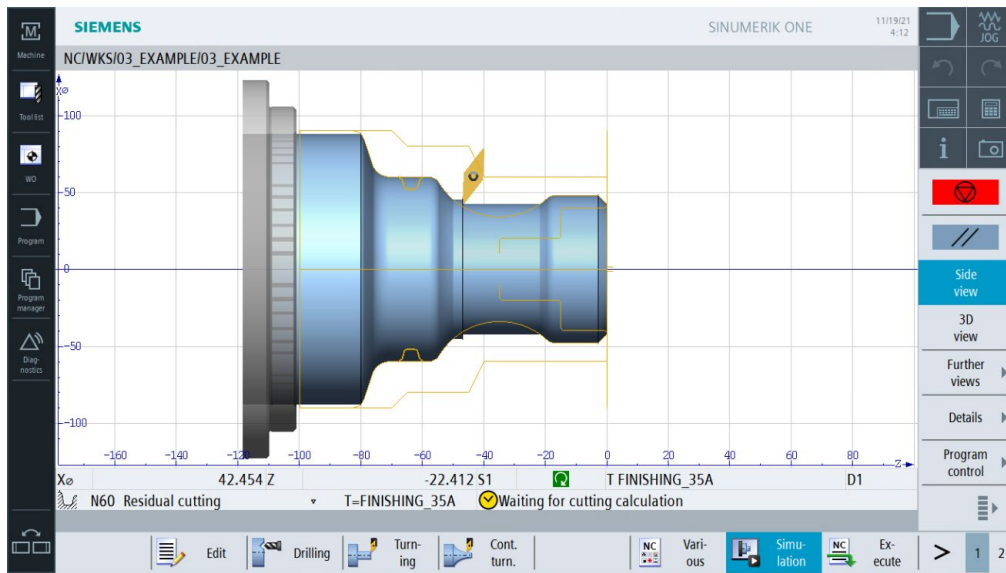 SIEMENS
SINUMERIK ONE
11/19/21
4:12
M
JOG
Machine
NC/WKS/03_EXAMPLE/03_EXAMPLE
X⌀
100
Tool list
WO
50
Program
0
Side
view
Program
manager
3D
view
-50
Diag-
nostics
Further
views
-100
Details
-160 -140 -120 -100 -80 -60 -40 -20 0 20 40 60 80 Z
Program
control
X⌀ 42.454 Z -22.412 S1 T FINISHING_35A D1
N60 Residual cutting T=FINISHING_35A Waiting for cutting calculation
Edit
Drilling
Turn-
ing
Cont.
turn.
NC
Vari-
ous
Simu-
lation
NC
Ex-
ecute
> 1 2